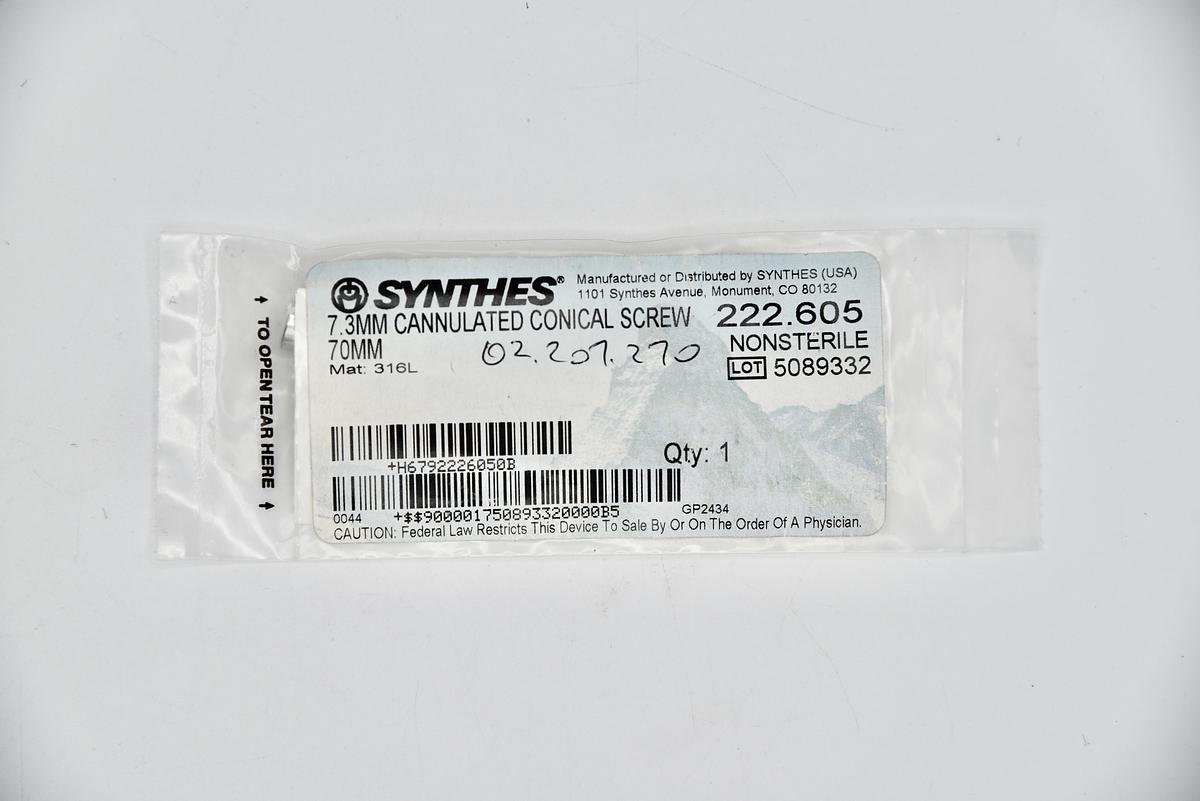 ↑ TO OPEN TEAR HERE ↑
SYNTHES®
Manufactured or Distributed by SYNTHES (USA)
1101 Synthes Avenue, Monument, CO 80132
7.3MM CANNULATED CONICAL SCREW
222.605
70MM
02.207.270
NONSTERILE
Mat: 316L
LOT 5089332
+H6792226050B
Qty: 1
0044 +$$900001750893320000B5 GP2434
CAUTION: Federal Law Restricts This Device To Sale By Or On The Order Of A Physician.